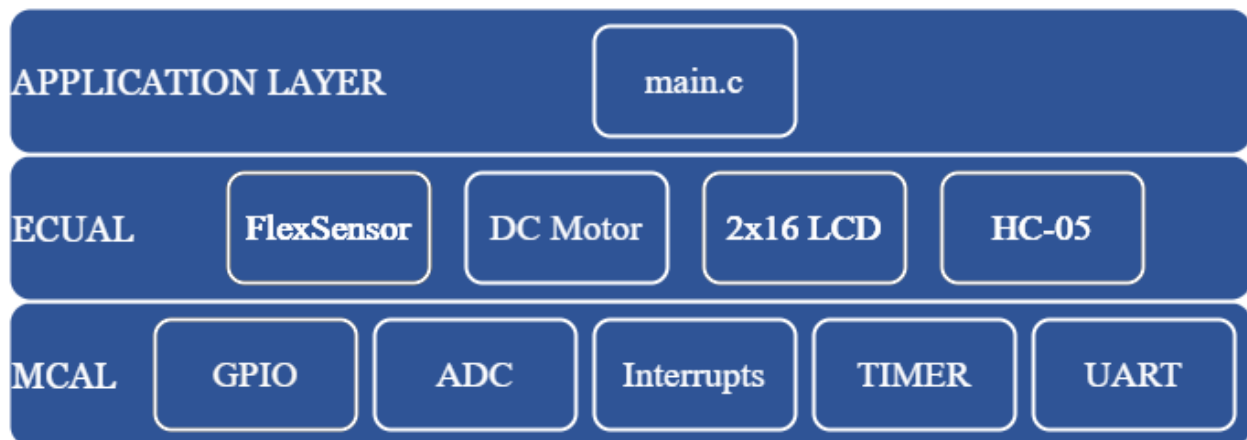 APPLICATION LAYER main.c
ECUAL FlexSensor DC Motor 2x16 LCD HC-05
MCAL GPIO ADC Interrupts TIMER UART